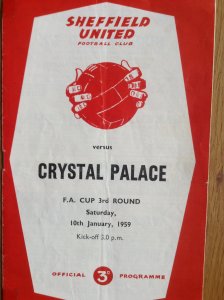 SHEFFIELD
UNITED
FOOTBALL CLUB
versus
CRYSTAL PALACE
F.A. CUP 3rd ROUND
Saturday,
10th January, 1959
Kick-off 3.0 p.m.
OFFICIAL 3D PROGRAMME